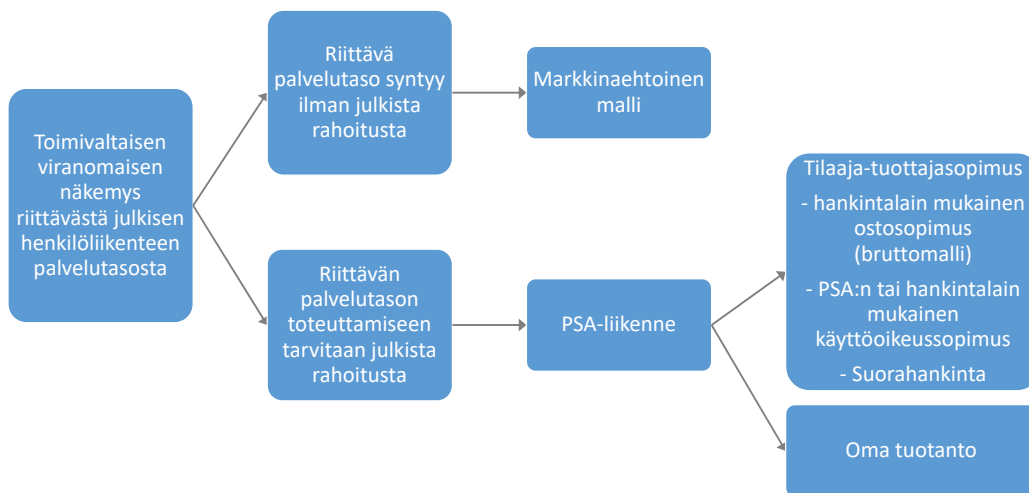 Toimivaltaisen
viranomaisen
näkemys
riittävästä julkisen
henkilöliikenteen
palvelutasosta
Riittävä
palvelutaso syntyy
ilman julkista
rahoitusta
Markkinaehtoinen
malli
Riittävän
palvelutason
toteuttamiseen
tarvitaan julkista
rahoitusta
PSA-liikenne
Tilaaja-tuottajasopimus
- hankintalain mukainen
ostosopimus
(bruttomalli)
- PSA:n tai hankintalain
mukainen
käyttöoikeussopimus
- Suorahankinta
Oma tuotanto